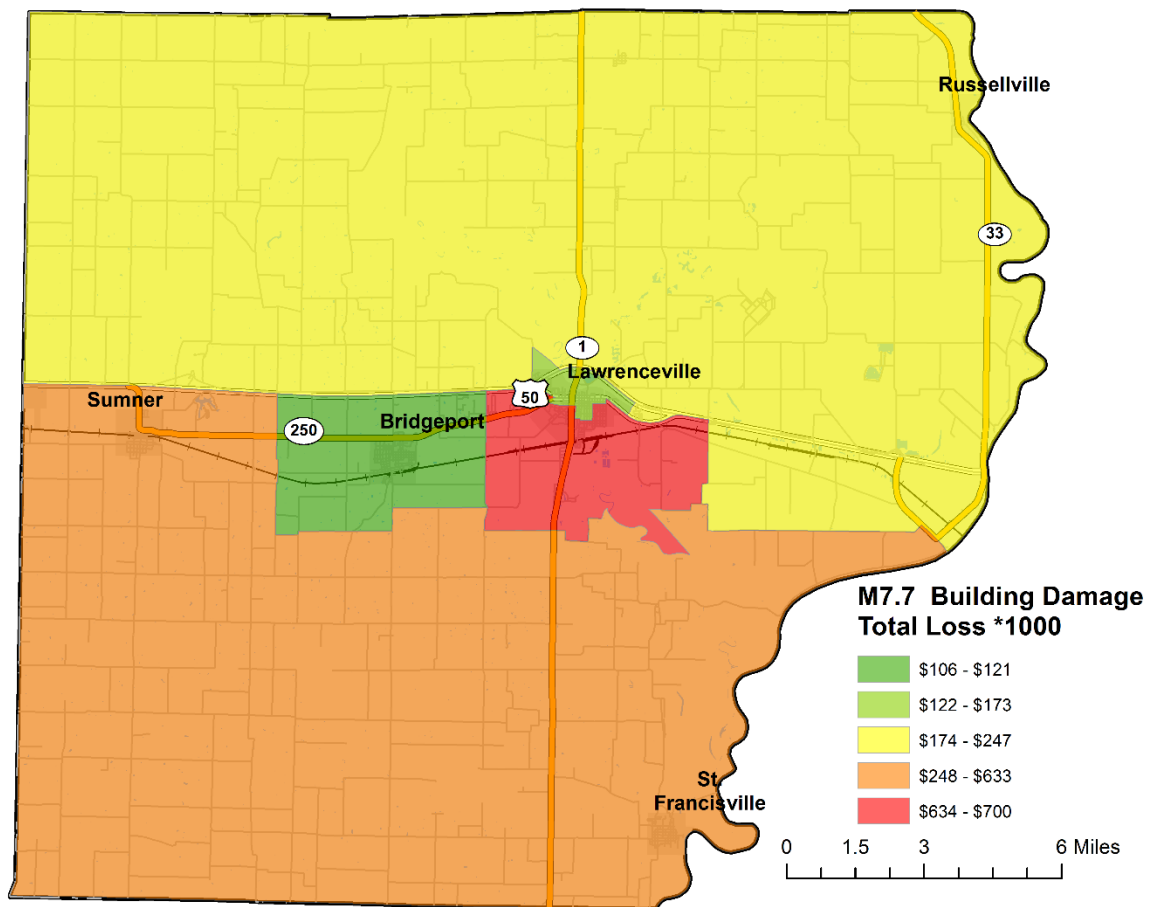 Russellville
33
1
Lawrenceville
Sumner
50
Bridgeport
250
M7.7 Building Damage
Total Loss *1000
$106 - $121
$122 - $173
$174 - $247
$248 - $633
$634 - $700
St.
Francisville
0 1.5 3 6 Miles